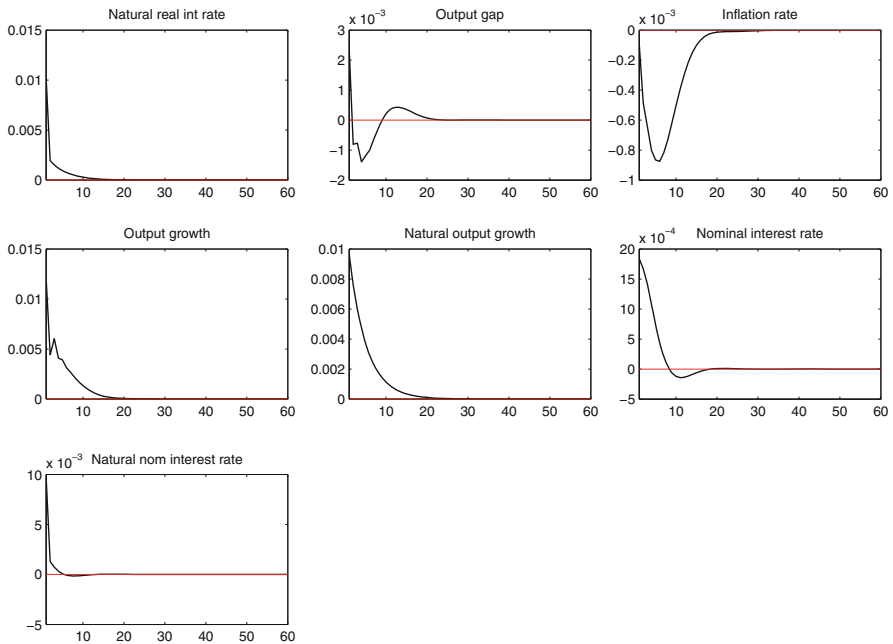 Natural real int rate
0.015
0.01
0.005
0
10 20 30 40 50 60
Output gap
x 10⁻³
3
2
1
0
−1
−2
10 20 30 40 50 60
Inflation rate
x 10⁻³
0
−0.2
−0.4
−0.6
−0.8
−1
10 20 30 40 50 60
Output growth
0.015
0.01
0.005
0
10 20 30 40 50 60
Natural output growth
0.01
0.008
0.006
0.004
0.002
0
10 20 30 40 50 60
Nominal interest rate
x 10⁻⁴
20
15
10
5
0
−5
10 20 30 40 50 60
Natural nom interest rate
x 10⁻³
10
5
0
−5
10 20 30 40 50 60